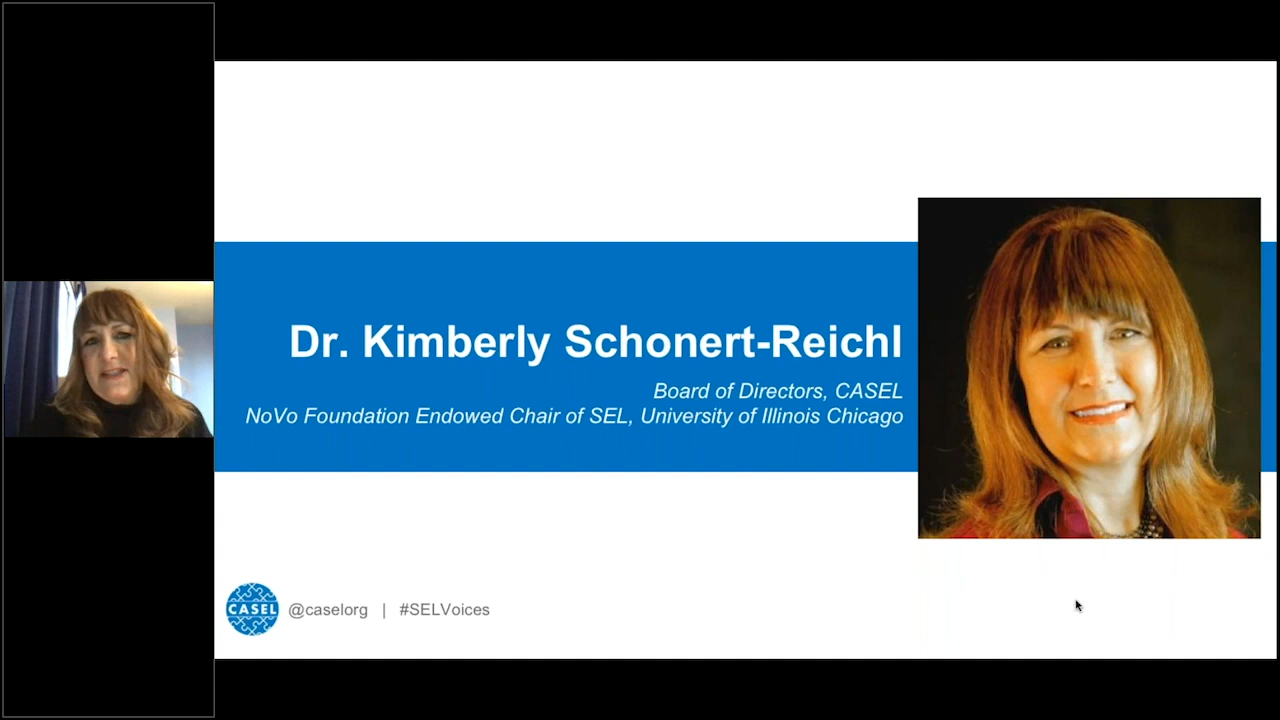 Dr. Kimberly Schonert-Reichl
Board of Directors, CASEL
NoVo Foundation Endowed Chair of SEL, University of Illinois Chicago
CASEL @caselorg | #SELVoices